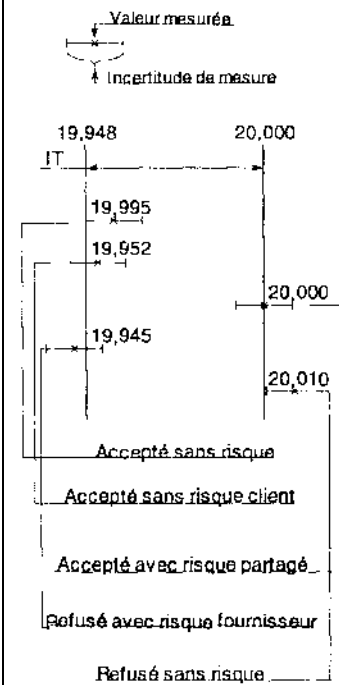 Valeur mesurée
Incertitude de mesure
19,948 20,000
IT
19,995
19,952
20,000
19,945
20,010
Accepté sans risque
Accepté sans risque client
Accepté avec risque partagé
Refusé avec risque fournisseur
Refusé sans risque